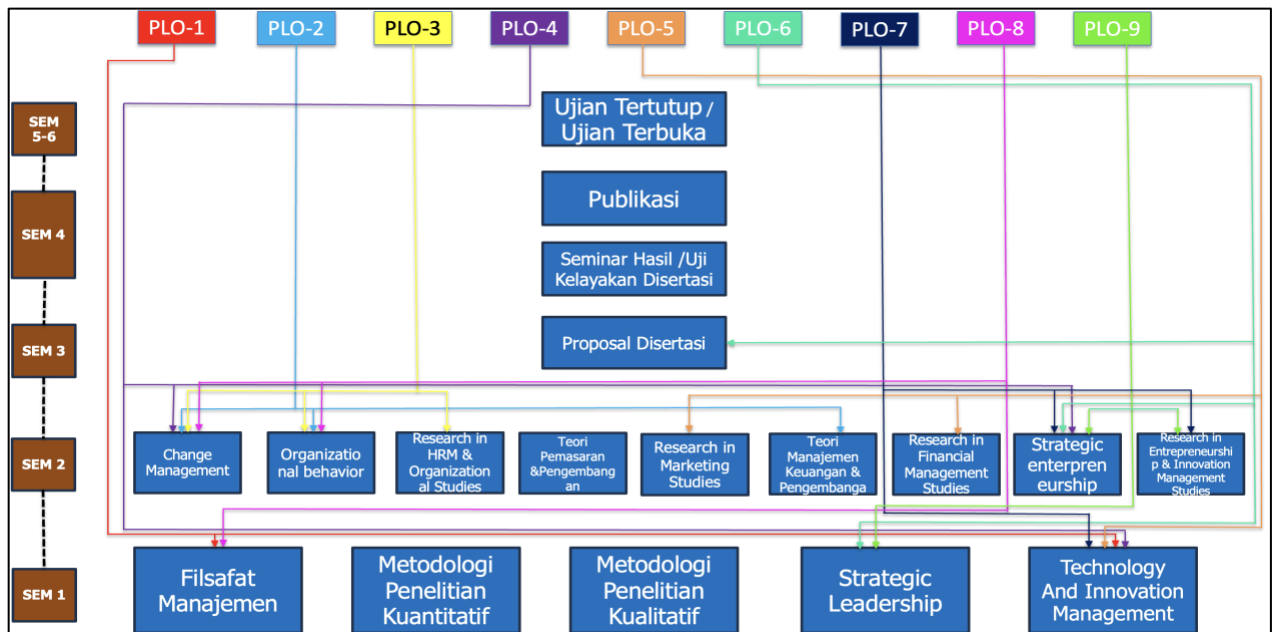 PLO-1
PLO-2
PLO-3
PLO-4
PLO-5
PLO-6
PLO-7
PLO-8
PLO-9
SEM
5-6
Ujian Tertutup /
Ujian Terbuka
SEM 4
Publikasi
Seminar Hasil /Uji
Kelayakan Disertasi
SEM 3
Proposal Disertasi
SEM 2
Change
Management
Organizatio
nal behavior
Research in
HRM &
Organization
al Studies
Teori
Pemasaran
&Pengembang
an
Research in
Marketing
Studies
Teori
Manajemen
Keuangan &
Pengembanga
Research in
Financial
Management
Studies
Strategic
enterpren
eurship
Research in
Entrepreneurshi
p & Innovation
Management
Studies
SEM 1
Filsafat
Manajemen
Metodologi
Penelitian
Kuantitatif
Metodologi
Penelitian
Kualitatif
Strategic
Leadership
Technology
And Innovation
Management